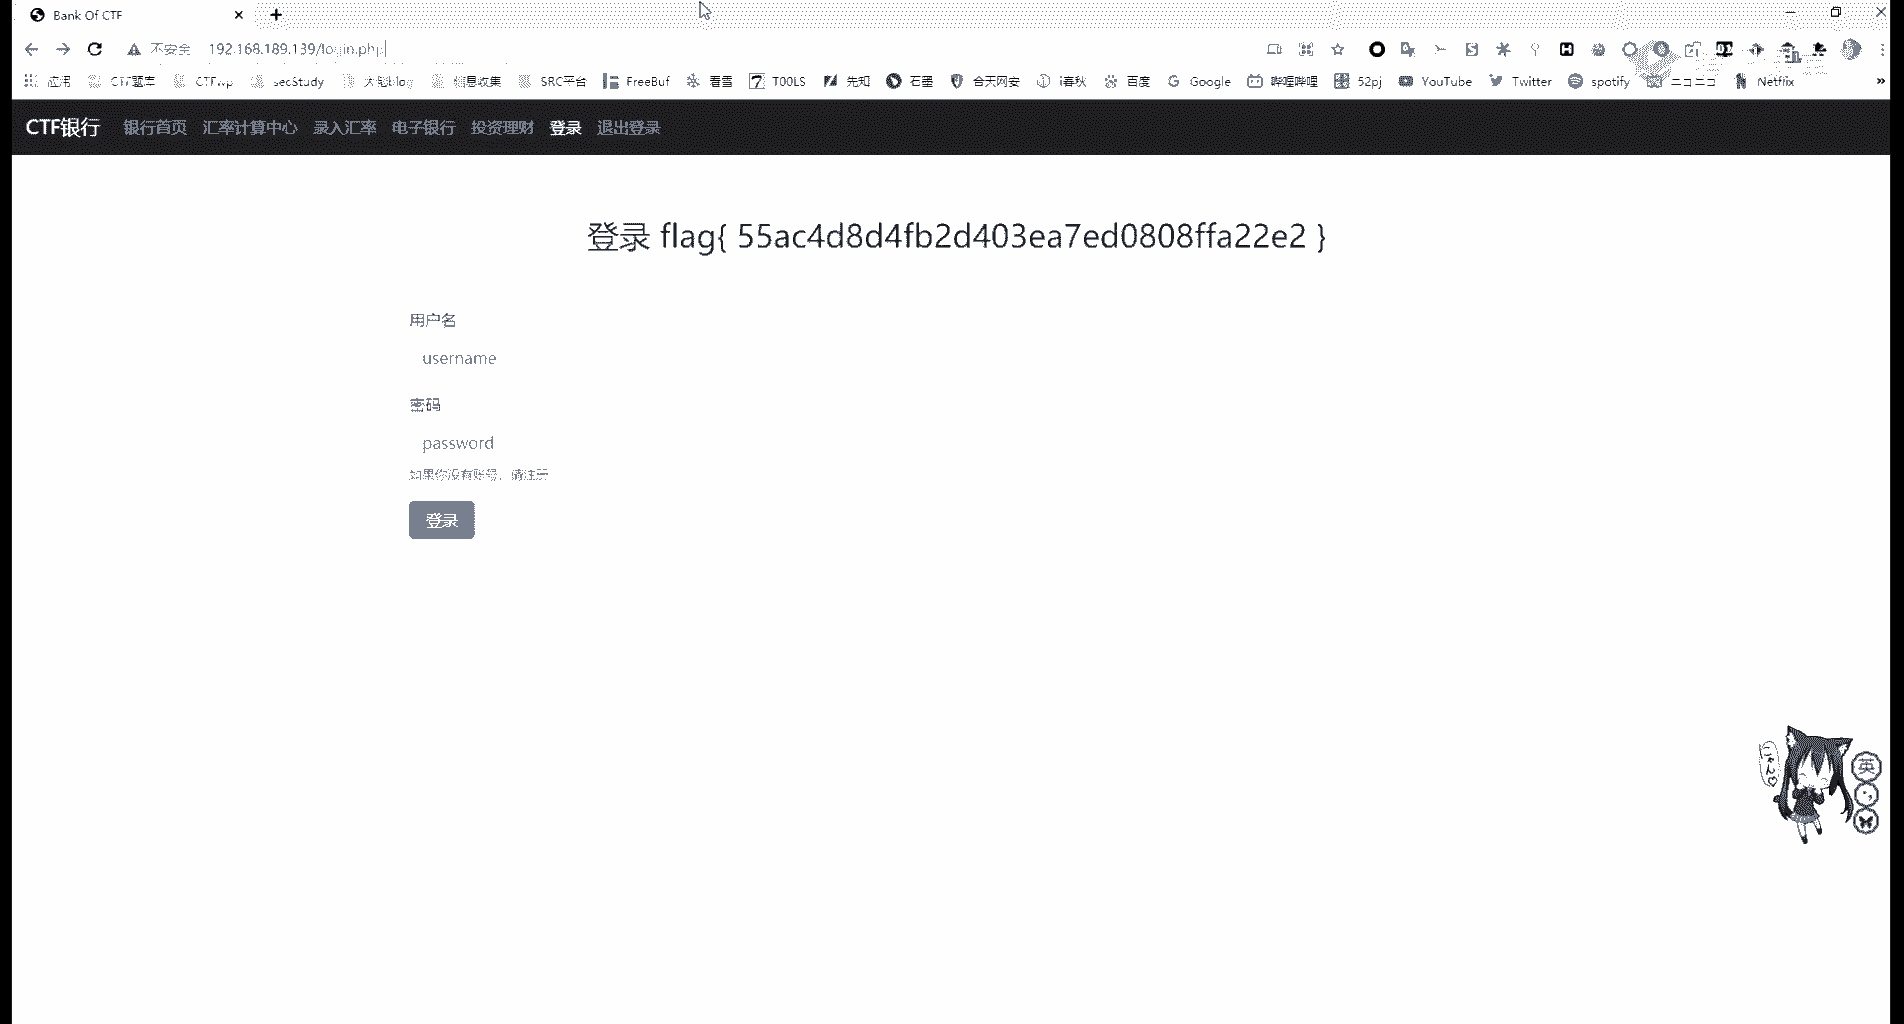 Bank Of CTF
不安全 192.168.189.139/login.php
应用 CTF题库 CTFwp secStudy 大佬blog 信息收集 SRC平台 FreeBuf 看雪 T00LS 先知 石墨 合天网安 i春秋 百度 Google 哔哩哔哩 52pj YouTube Twitter spotify ニコニコ Netflix »
CTF银行 银行首页 汇率计算中心 录入汇率 电子银行 投资理财 登录 退出登录
登录 flag{ 55ac4d8d4fb2d403ea7ed0808ffa22e2 }
用户名
username
密码
password
如果你没有账号，请注册
登录
にゃん♡
英